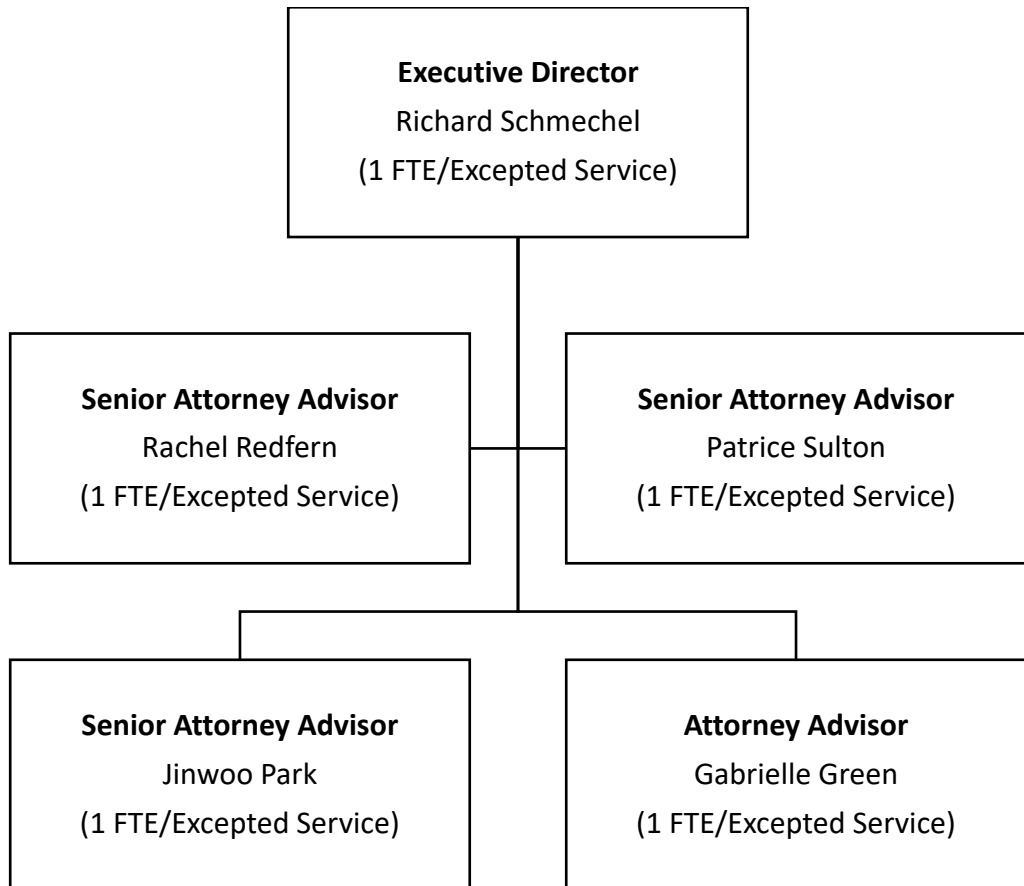 Executive Director
Richard Schmechel
(1 FTE/Excepted Service)
Senior Attorney Advisor
Rachel Redfern
(1 FTE/Excepted Service)
Senior Attorney Advisor
Patrice Sulton
(1 FTE/Excepted Service)
Senior Attorney Advisor
Jinwoo Park
(1 FTE/Excepted Service)
Attorney Advisor
Gabrielle Green
(1 FTE/Excepted Service)